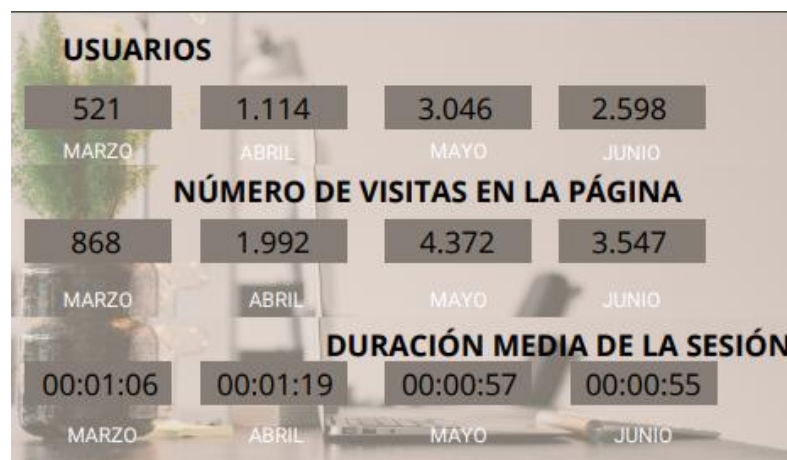 USUARIOS
521 1.114 3.046 2.598
MARZO ABRIL MAYO JUNIO
NÚMERO DE VISITAS EN LA PÁGINA
868 1.992 4.372 3.547
MARZO ABRIL MAYO JUNIO
DURACIÓN MEDIA DE LA SESIÓN
00:01:06 00:01:19 00:00:57 00:00:55
MARZO ABRIL MAYO JUNIO